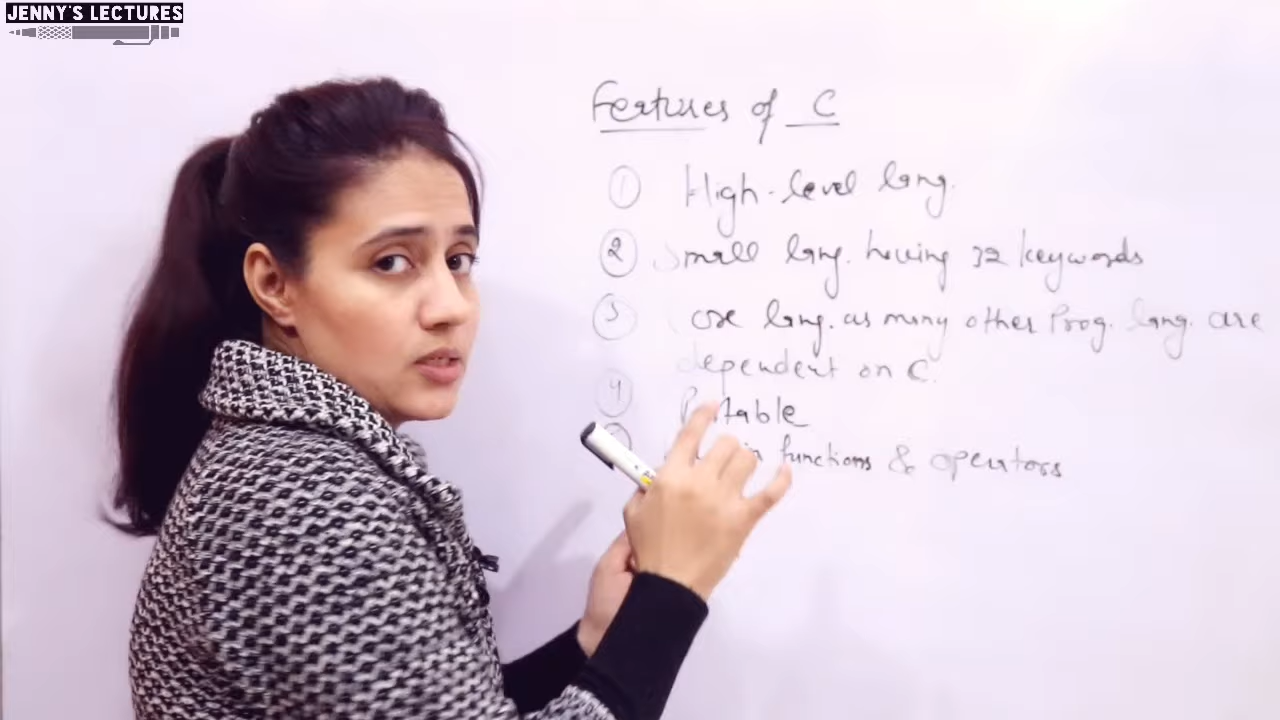 JENNY'S LECTURES
Features of C
1 High-level lang.
2 Small lang. having 32 keywords
3 core lang. as many other Prog. lang. are
dependent on C.
4 Portable
functions & operators